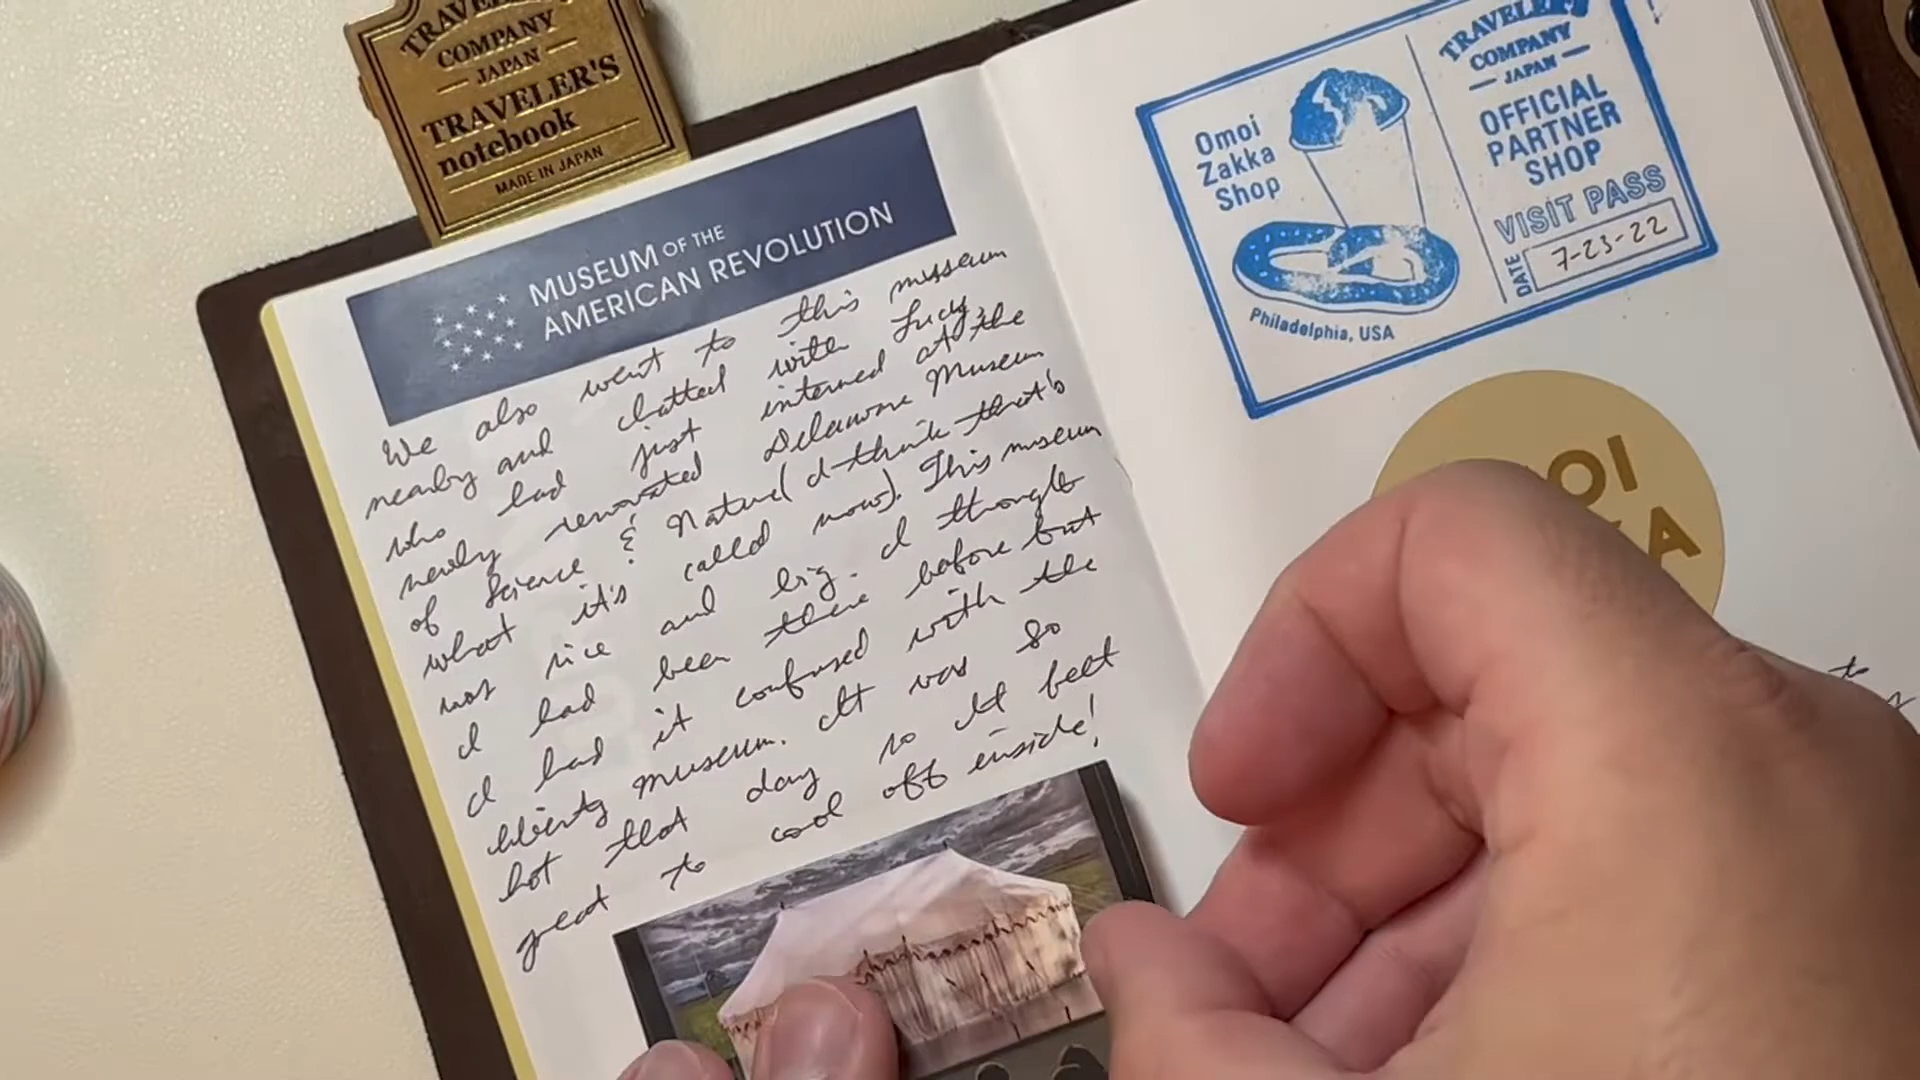 TRAVELER'S
COMPANY
JAPAN
TRAVELER'S
notebook
MADE IN JAPAN
MUSEUM OF THE
AMERICAN REVOLUTION
We also went to this museum
nearby and chatted with Lucy,
who had just interned at the
newly renovated Delaware Museum
of Science & Nature (I think that's
what it's called now). This museum
was nice and big. I thought
I had been there before but
I had it confused with the
liberty museum. It was so
hot that day so it felt
great to cool off inside!
Omoi
Zakka
Shop
Philadelphia, USA
TRAVELER'S
COMPANY
JAPAN
OFFICIAL
PARTNER
SHOP
VISIT PASS
DATE 7-23-22
OI
A
to